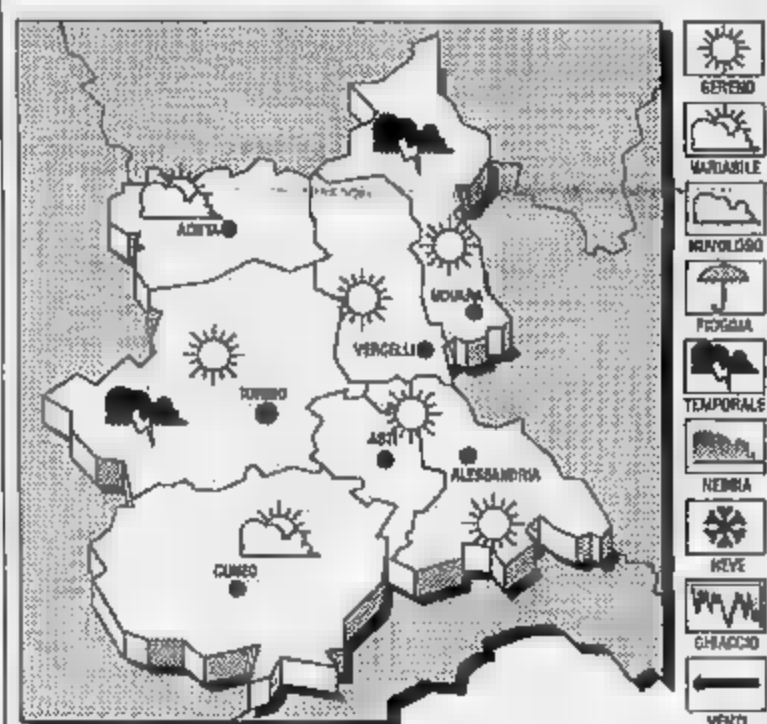 SERENO
VARIABILE
NUVOLOSO
PIOGGIA
TEMPORALE
NEBBIA
NEVE
GHIACCIO
VENTI
AOSTA
NOVARA
VERCELLI
TORINO
ASTI
ALESSANDRIA
CUNEO